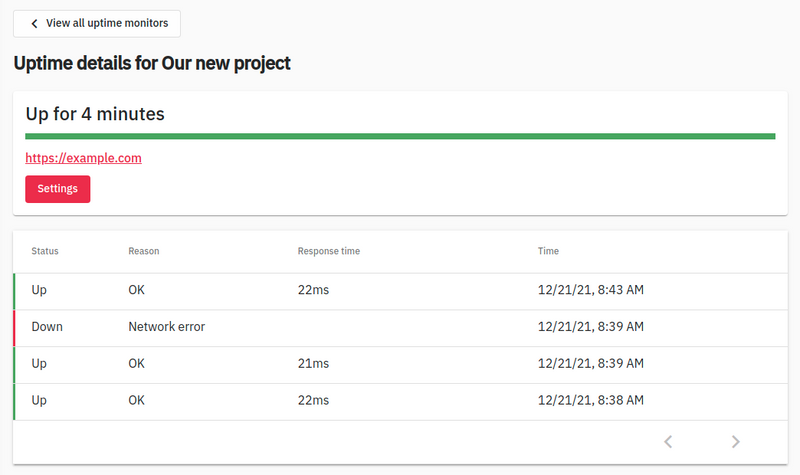 View all uptime monitors
Uptime details for Our new project
Up for 4 minutes
https://example.com
Settings
Status Reason Response time Time
Up OK 22ms 12/21/21, 8:43 AM
Down Network error 12/21/21, 8:39 AM
Up OK 21ms 12/21/21, 8:39 AM
Up OK 22ms 12/21/21, 8:38 AM